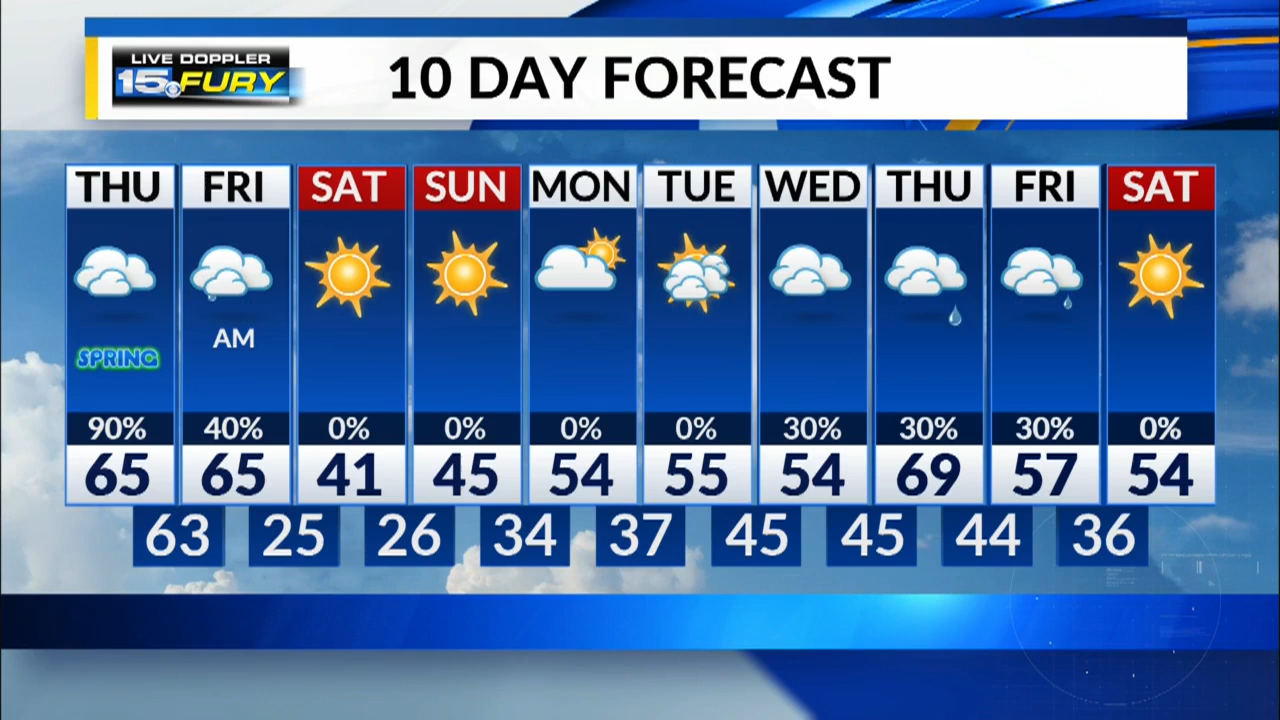 LIVE DOPPLER
15 FURY
10 DAY FORECAST
THU FRI SAT SUN MON TUE WED THU FRI SAT
AM
SPRING
90% 40% 0% 0% 0% 0% 30% 30% 30% 0%
65 65 41 45 54 55 54 69 57 54
63 25 26 34 37 45 45 44 36